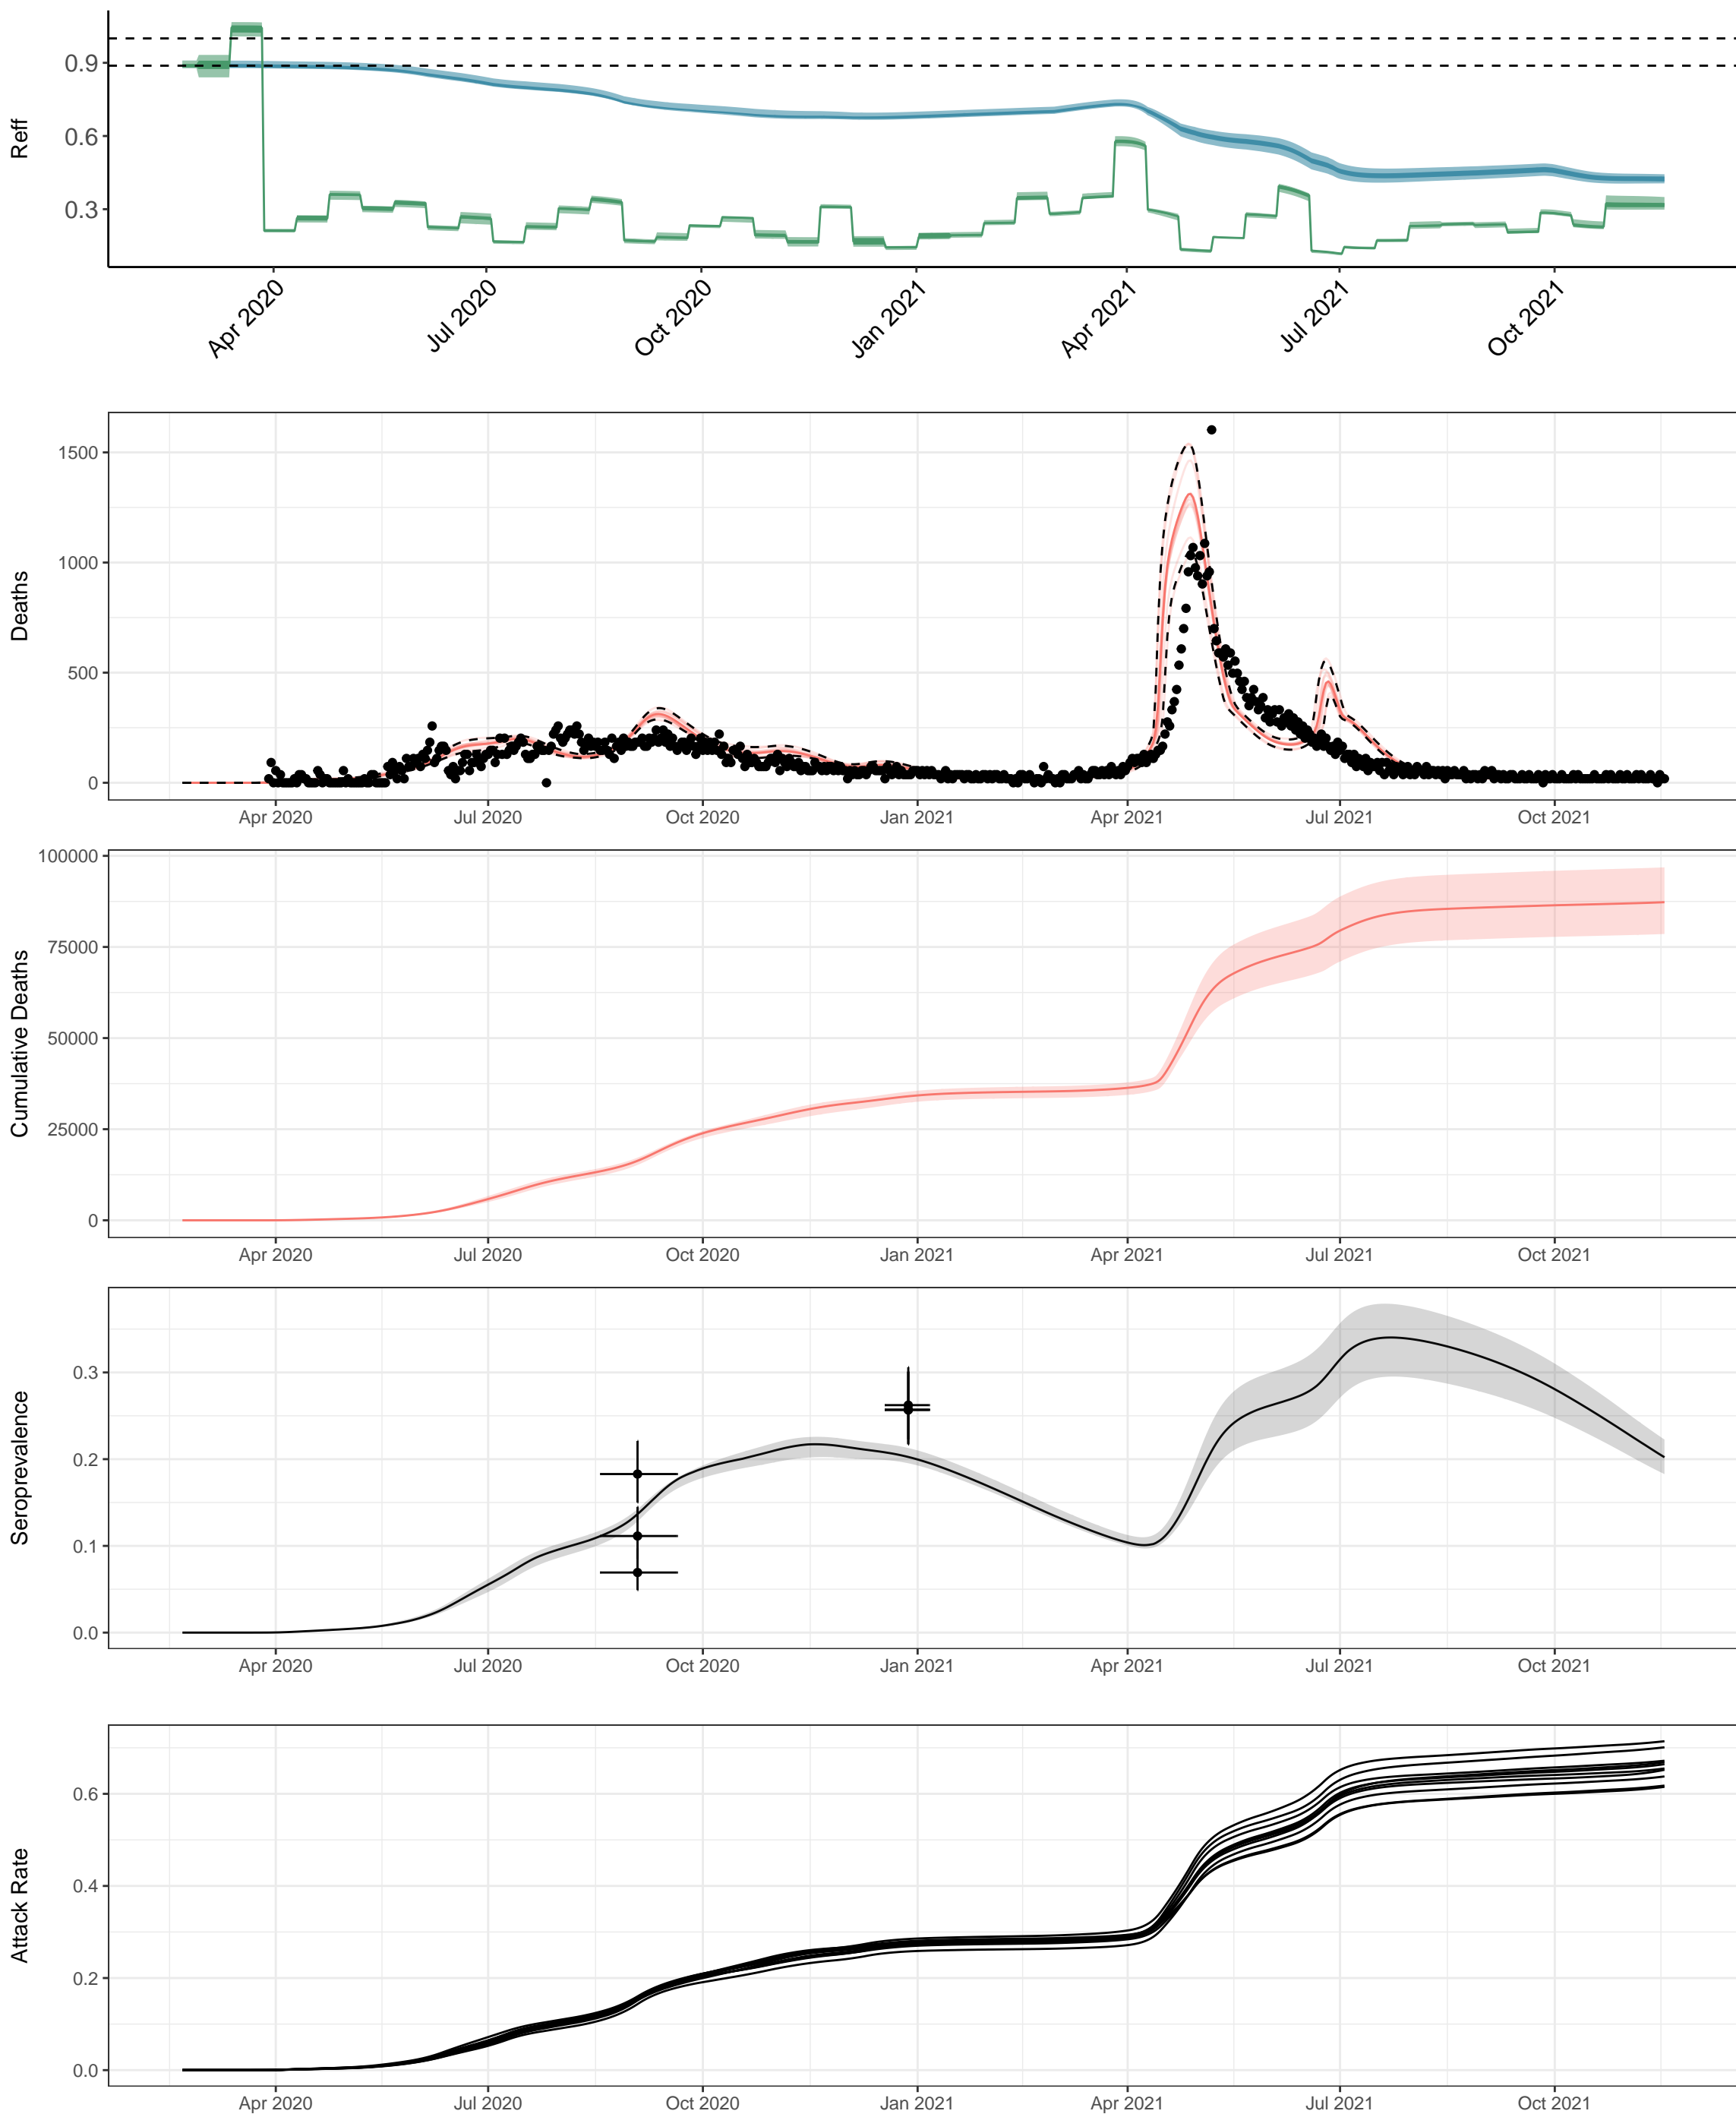 Reff
0.9
0.6
0.3
Apr 2020
Jul 2020
Oct 2020
Jan 2021
Apr 2021
Jul 2021
Oct 2021
Deaths
1500
1000
500
0
Apr 2020
Jul 2020
Oct 2020
Jan 2021
Apr 2021
Jul 2021
Oct 2021
Cumulative Deaths
100000
75000
50000
25000
0
Apr 2020
Jul 2020
Oct 2020
Jan 2021
Apr 2021
Jul 2021
Oct 2021
Seroprevalence
0.3
0.2
0.1
0.0
Apr 2020
Jul 2020
Oct 2020
Jan 2021
Apr 2021
Jul 2021
Oct 2021
Attack Rate
0.6
0.4
0.2
0.0
Apr 2020
Jul 2020
Oct 2020
Jan 2021
Apr 2021
Jul 2021
Oct 2021